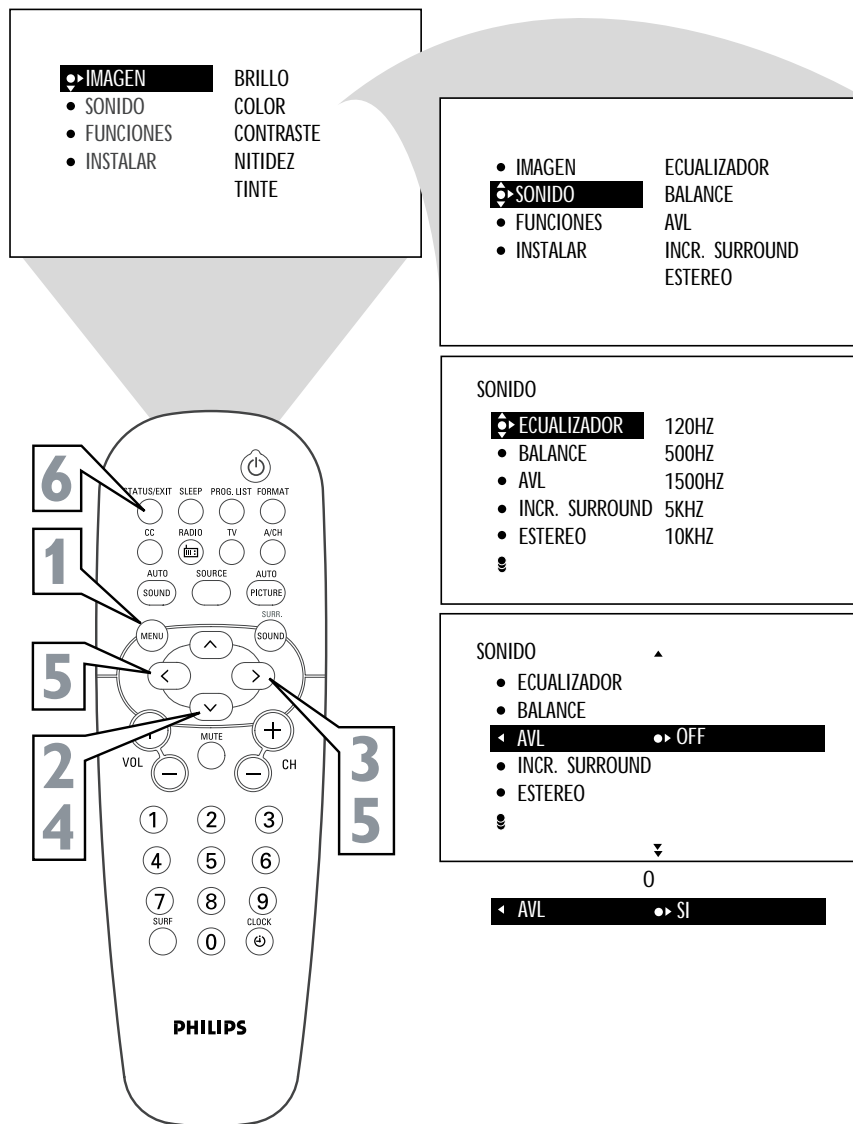 IMAGEN BRILLO
SONIDO COLOR
FUNCIONES CONTRASTE
INSTALAR NITIDEZ
TINTE
IMAGEN ECUALIZADOR
SONIDO BALANCE
FUNCIONES AVL
INSTALAR INCR. SURROUND
ESTEREO
SONIDO
ECUALIZADOR 120HZ
BALANCE 500HZ
AVL 1500HZ
INCR. SURROUND 5KHZ
ESTEREO 10KHZ
SONIDO
ECUALIZADOR
BALANCE
AVL OFF
INCR. SURROUND
ESTEREO
O
AVL SI
6
1
5
2
4
3
5
STATUS/EXIT SLEEP PROG. LIST FORMAT
CC RADIO TV A/CH
AUTO SOURCE AUTO
SOUND PICTURE
SURR.
MENU SOUND
MUTE
VOL CH
1 2 3
4 5 6
7 8 9
SURF 0 CLOCK
PHILIPS